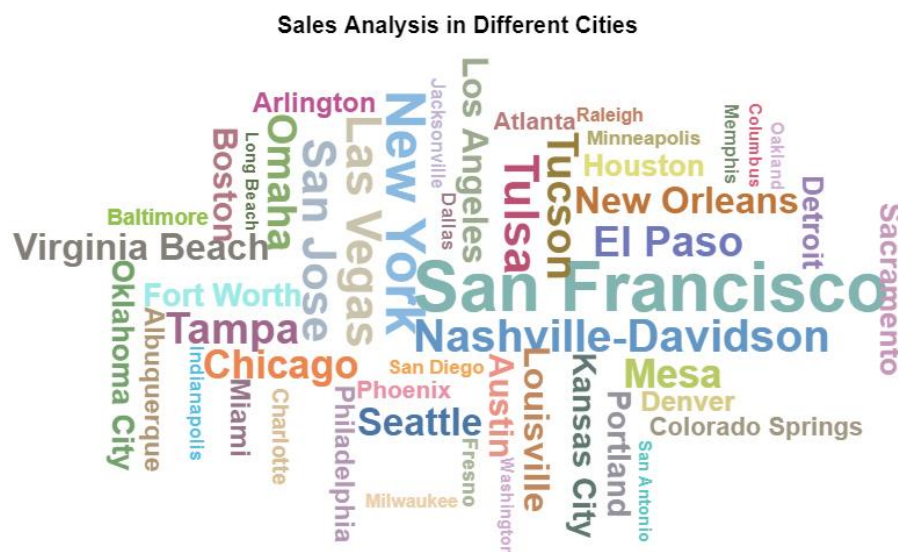 Sales Analysis in Different Cities
Arlington
New York
Jacksonville
Los Angeles
Atlanta
Raleigh
Minneapolis
Memphis
Columbus
Oakland
Boston
Long Beach
Omaha
San Jose
Las Vegas
Dallas
Tulsa
Tucson
Houston
New Orleans
Detroit
Sacramento
Baltimore
Virginia Beach
El Paso
San Francisco
Oklahoma City
Fort Worth
Albuquerque
Tampa
Nashville-Davidson
Indianapolis
Chicago
San Diego
Austin
Louisville
Kansas City
Mesa
Miami
Charlotte
Philadelphia
Phoenix
Seattle
Portland
Denver
Colorado Springs
Fresno
Washington
San Antonio
Milwaukee